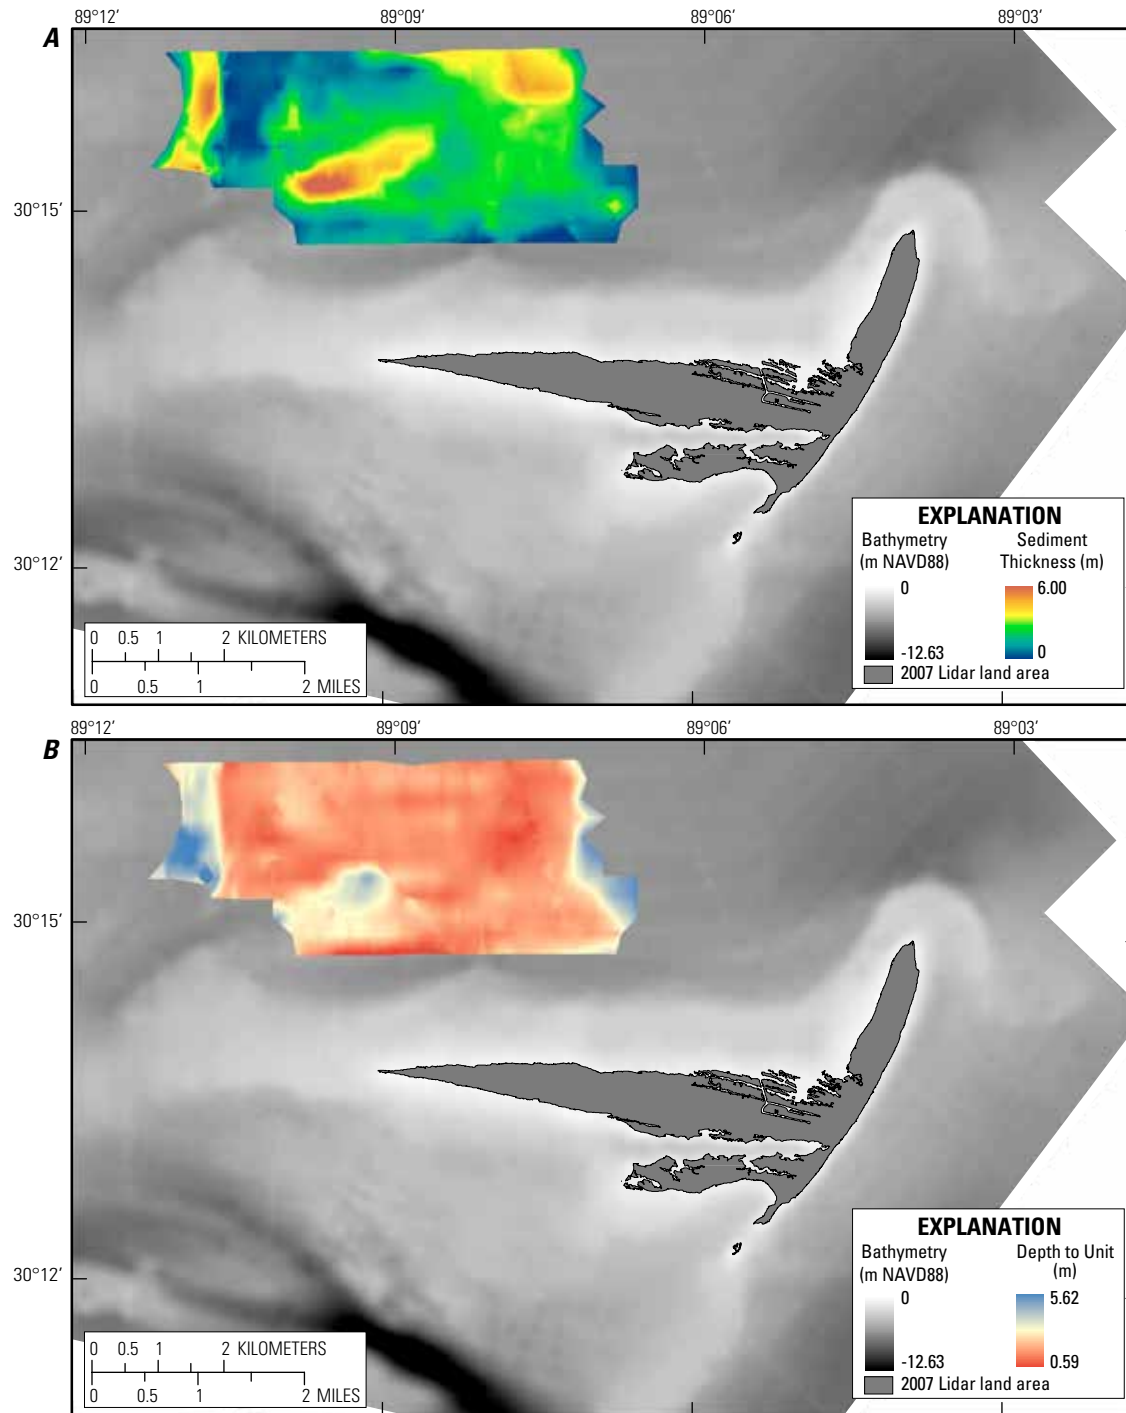 A
89°12′ 89°09′ 89°06′ 89°03′
30°15′
30°12′
EXPLANATION
Bathymetry
(m NAVD88)
0
-12.63
Sediment
Thickness (m)
6.00
0
2007 Lidar land area
0 0.5 1 2 KILOMETERS
0 0.5 1 2 MILES
B
89°12′ 89°09′ 89°06′ 89°03′
30°15′
30°12′
EXPLANATION
Bathymetry
(m NAVD88)
0
-12.63
Depth to Unit
(m)
5.62
0.59
2007 Lidar land area
0 0.5 1 2 KILOMETERS
0 0.5 1 2 MILES